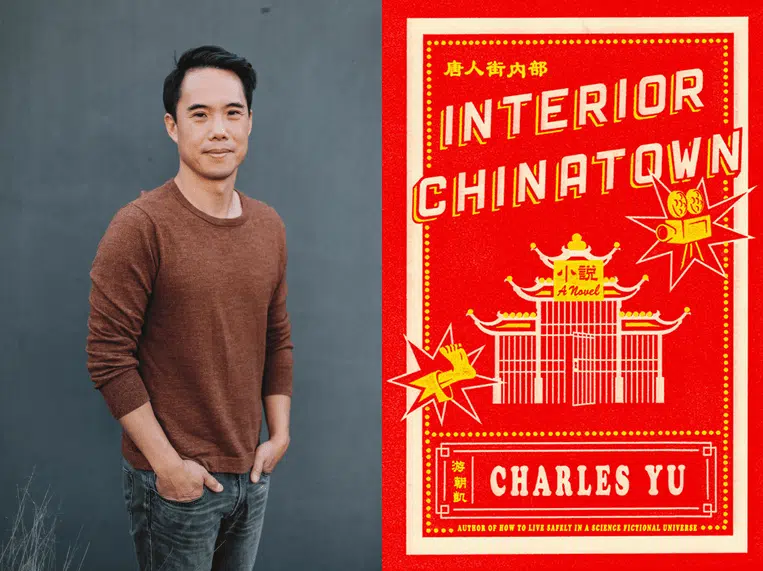 唐人街内部
INTERIOR
CHINATOWN
小説
A Novel
游朝凱
CHARLES YU
AUTHOR OF HOW TO LIVE SAFELY IN A SCIENCE FICTIONAL UNIVERSE